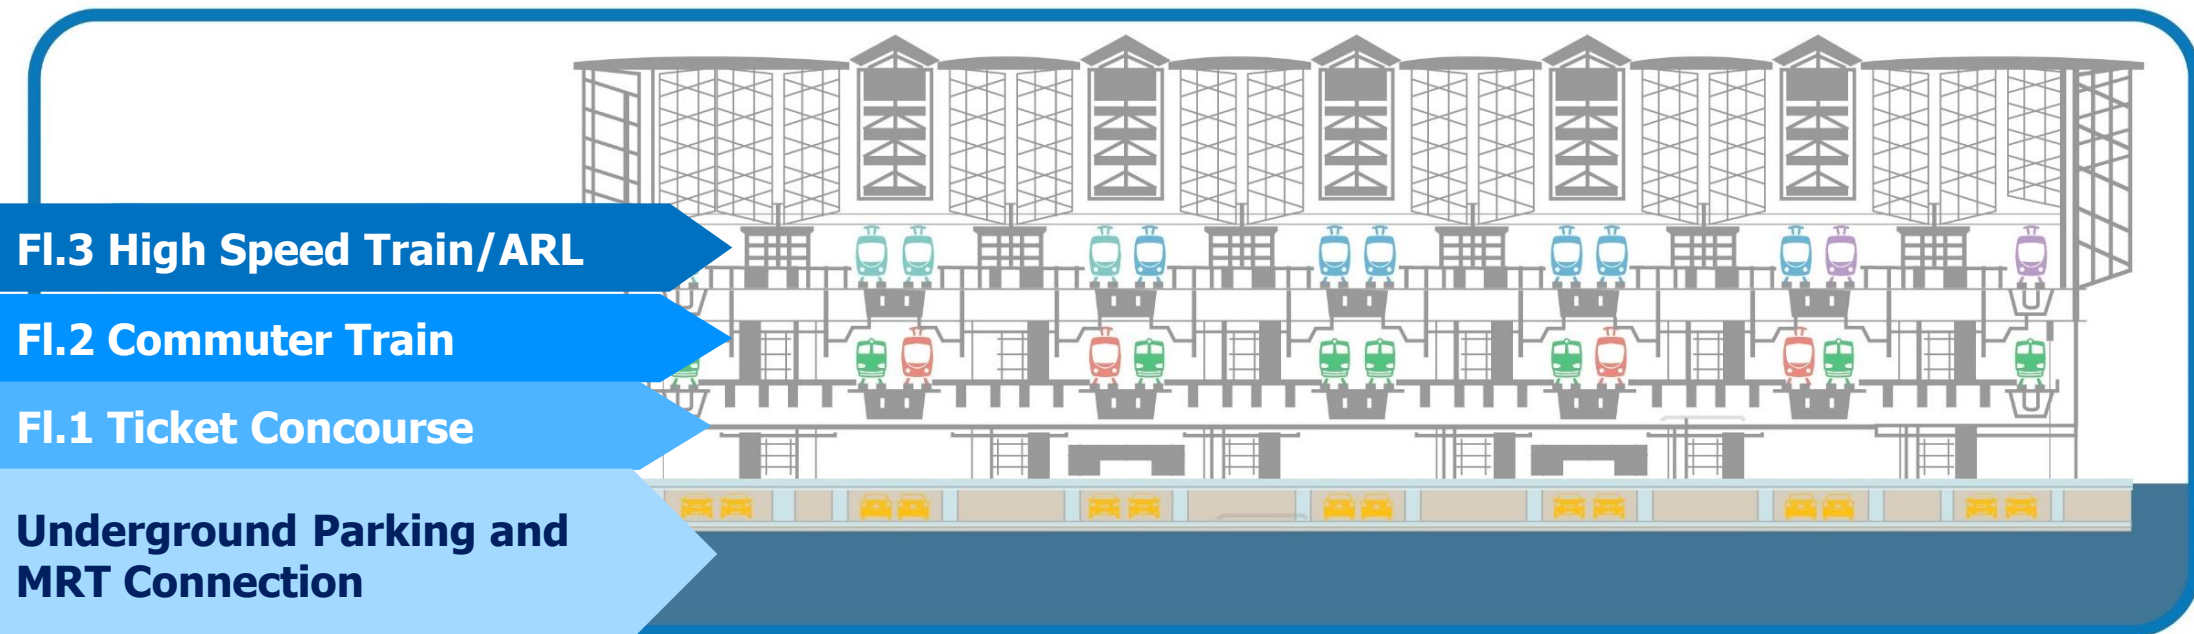 Fl.3 High Speed Train/ARL
Fl.2 Commuter Train
Fl.1 Ticket Concourse
Underground Parking and
MRT Connection